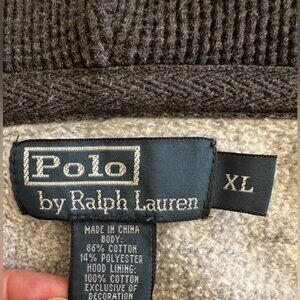 Polo
by Ralph Lauren
XL
MADE IN CHINA
BODY:
86% COTTON
14% POLYESTER
HOOD LINING:
100% COTTON
EXCLUSIVE OF
DECORATION